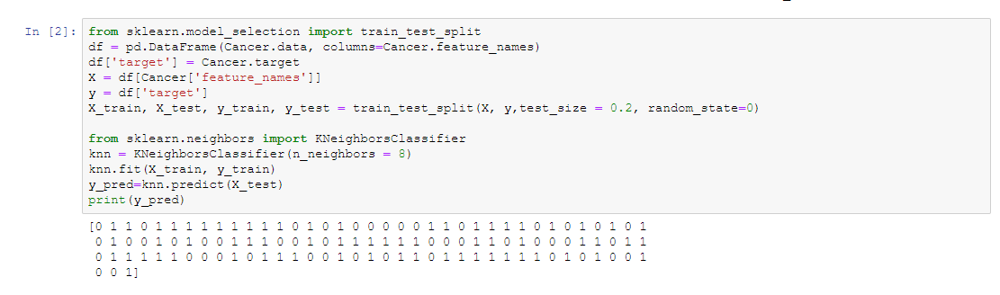 In [2]: from sklearn.model_selection import train_test_split
df = pd.DataFrame(Cancer.data, columns=Cancer.feature_names)
df['target'] = Cancer.target
X = df[Cancer['feature_names']]
y = df['target']
X_train, X_test, y_train, y_test = train_test_split(X, y,test_size = 0.2, random_state=0)
from sklearn.neighbors import KNeighborsClassifier
knn = KNeighborsClassifier(n_neighbors = 8)
knn.fit(X_train, y_train)
y_pred=knn.predict(X_test)
print(y_pred)
[0 1 1 0 1 1 1 1 1 1 1 1 1 0 1 0 1 0 0 0 0 0 1 1 0 1 1 1 1 0 1 0 1 0 1 0 1
0 1 0 0 1 0 1 0 0 1 1 1 0 0 1 0 1 1 1 1 1 1 0 0 0 1 1 0 1 0 0 0 1 1 0 1 1
0 1 1 1 1 1 0 0 0 1 0 1 1 1 0 0 1 0 1 0 1 1 0 1 1 1 1 1 1 1 0 1 0 1 0 0 1
0 0 1]